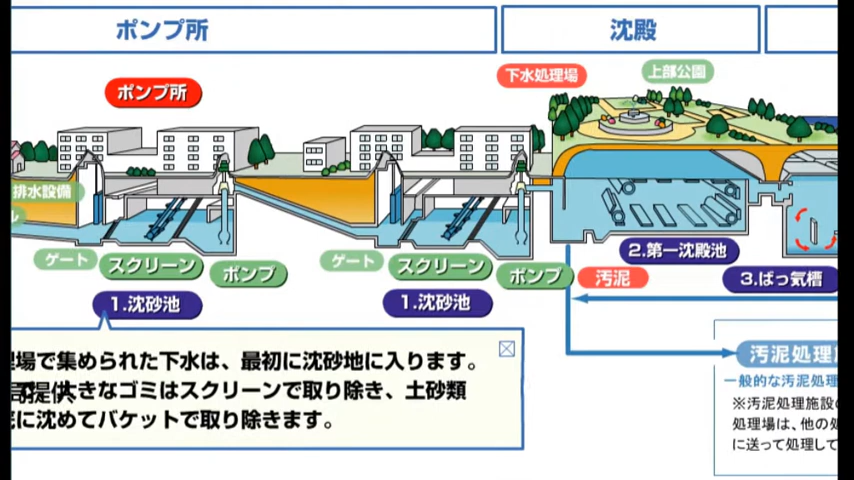 ポンプ所
沈殿
下水処理場
上部公園
ポンプ所
排水設備
ル
ゲート
スクリーン
ポンプ
ゲート
スクリーン
ポンプ
汚泥
2.第一沈殿池
3.ばっ気槽
1.沈砂池
1.沈砂池
場で集められた下水は、最初に沈砂地に入ります。
大きなゴミはスクリーンで取り除き、土砂類
に沈めてバケットで取り除きます。
汚泥処理
一般的な汚泥処理
※汚泥処理施設
処理場は、他の処
に送って処理して